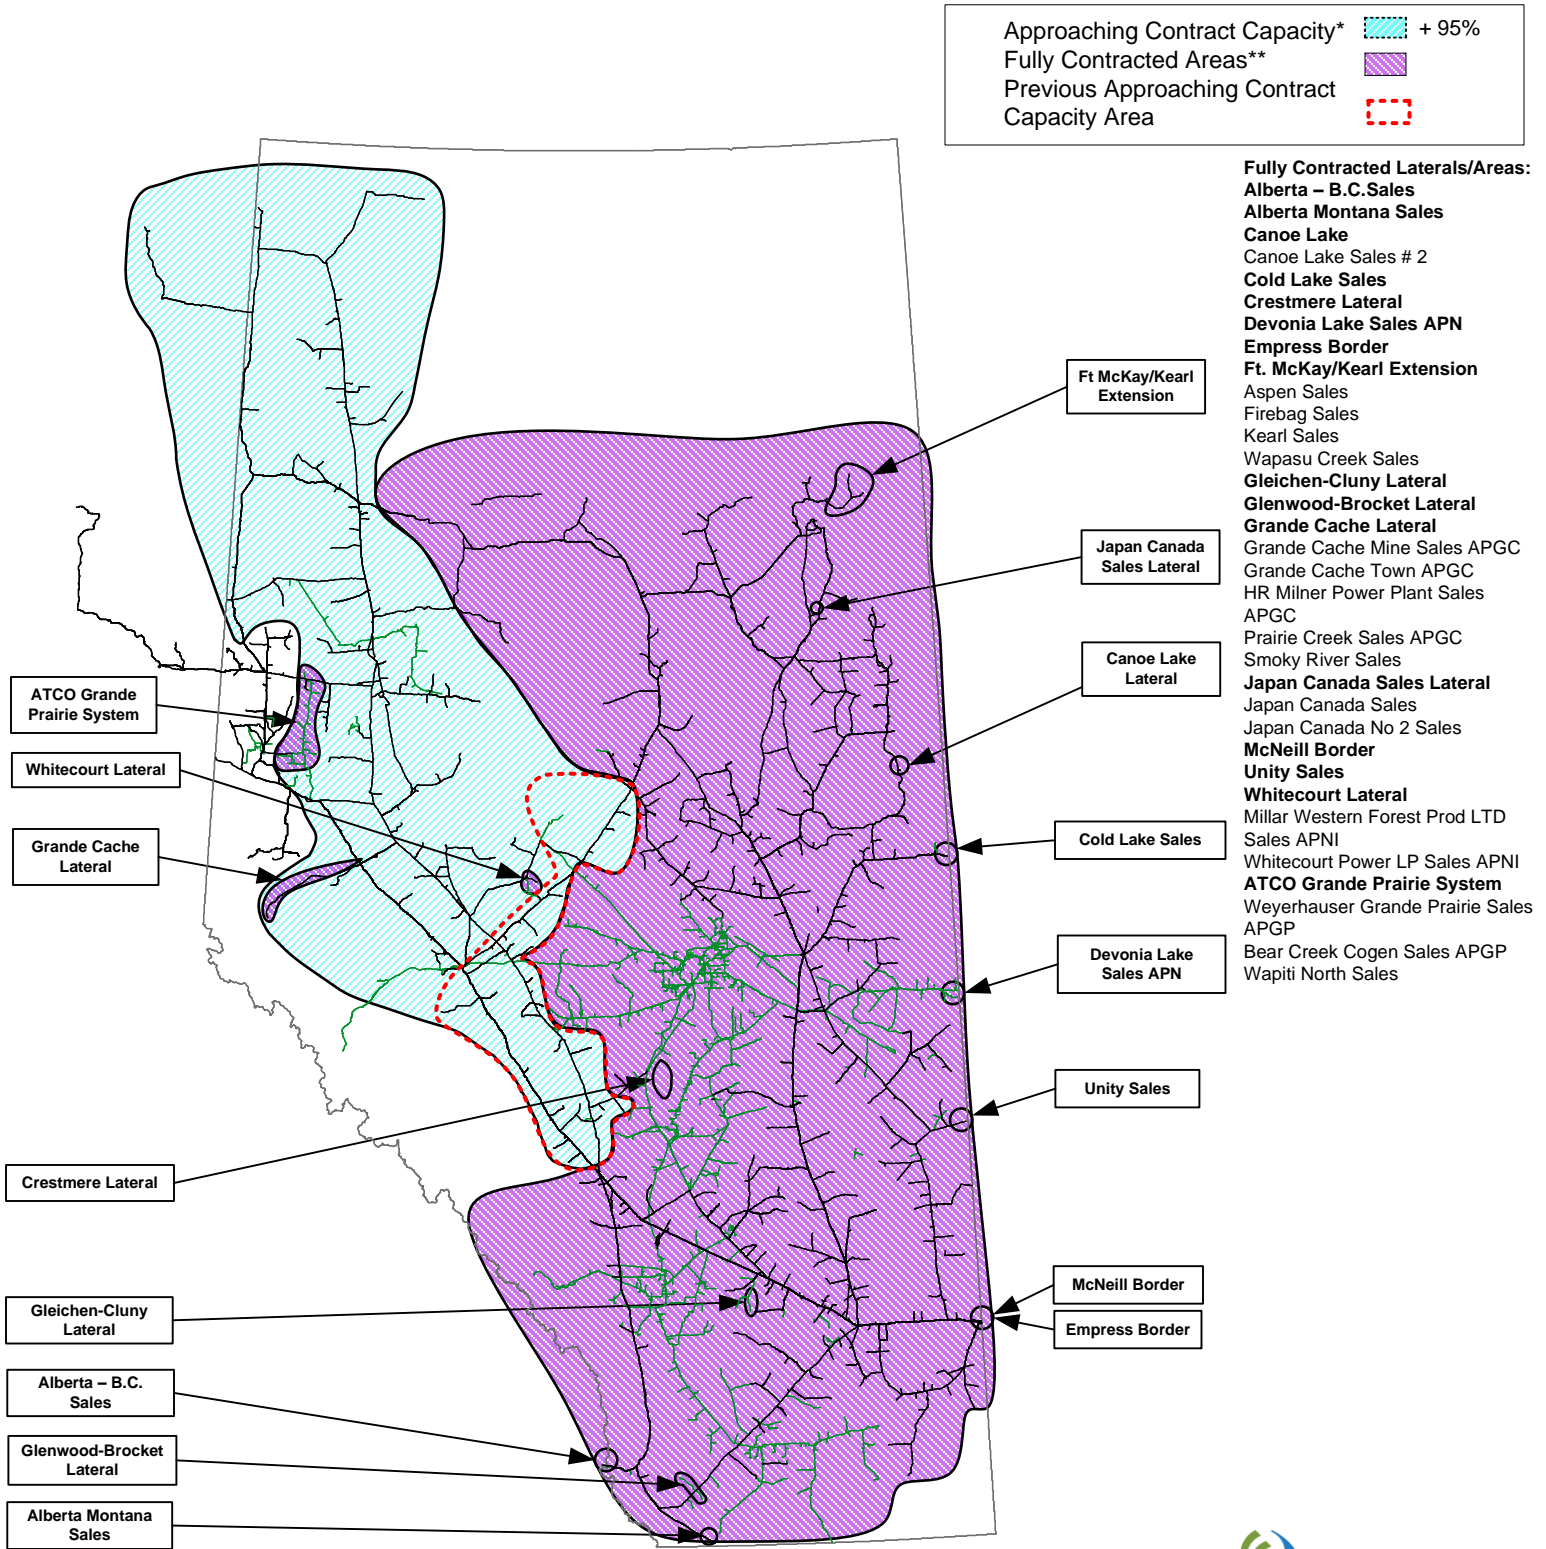 Approaching Contract Capacity*
+ 95%
Fully Contracted Areas**
Previous Approaching Contract
Capacity Area
Fully Contracted Laterals/Areas:
Alberta – B.C.Sales
Alberta Montana Sales
Canoe Lake
Canoe Lake Sales # 2
Cold Lake Sales
Crestmere Lateral
Devonia Lake Sales APN
Empress Border
Ft. McKay/Kearl Extension
Aspen Sales
Firebag Sales
Kearl Sales
Wapasu Creek Sales
Gleichen-Cluny Lateral
Glenwood-Brocket Lateral
Grande Cache Lateral
Grande Cache Mine Sales APGC
Grande Cache Town APGC
HR Milner Power Plant Sales
APGC
Prairie Creek Sales APGC
Smoky River Sales
Japan Canada Sales Lateral
Japan Canada Sales
Japan Canada No 2 Sales
McNeill Border
Unity Sales
Whitecourt Lateral
Millar Western Forest Prod LTD
Sales APNI
Whitecourt Power LP Sales APNI
ATCO Grande Prairie System
Weyerhauser Grande Prairie Sales
APGP
Bear Creek Cogen Sales APGP
Wapiti North Sales
Ft McKay/Kearl
Extension
Japan Canada
Sales Lateral
Canoe Lake
Lateral
Cold Lake Sales
Devonia Lake
Sales APN
Unity Sales
McNeill Border
Empress Border
ATCO Grande
Prairie System
Whitecourt Lateral
Grande Cache
Lateral
Crestmere Lateral
Gleichen-Cluny
Lateral
Alberta – B.C.
Sales
Glenwood-Brocket
Lateral
Alberta Montana
Sales